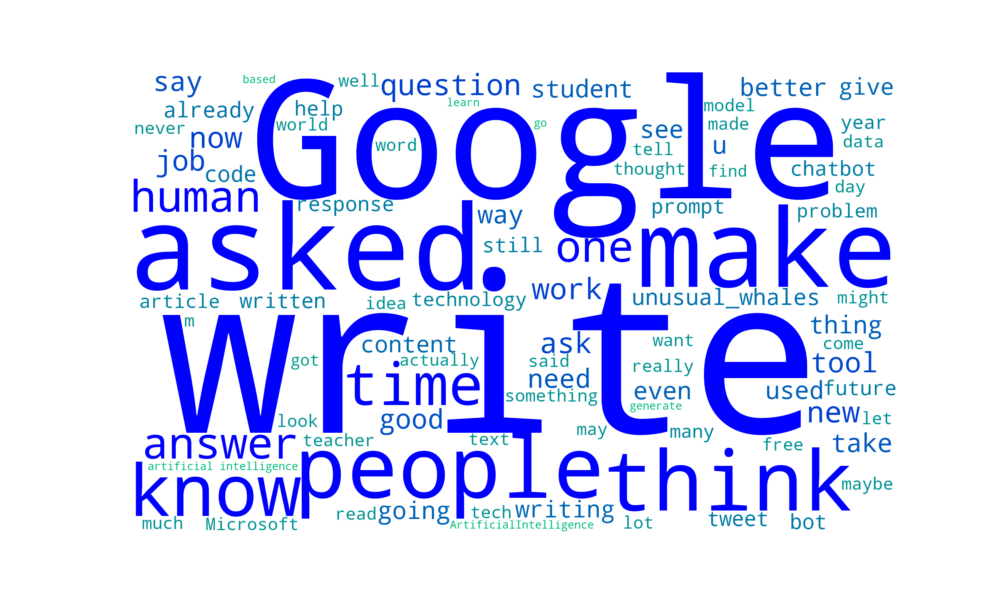 say based well question student better give
already help learn model
never now world go word see made u year
job code tell data
thought find chatbot
human response way prompt day
Google
asked still one make problem
article written idea technology work unusual_whales might
m write thing
content ask want come
got actually said really tool
time need even used future
something generate
look good may many new let
answer teacher text free take
artificial intelligence
know people think maybe
much Microsoft read going tech writing lot tweet bot
ArtificialIntelligence